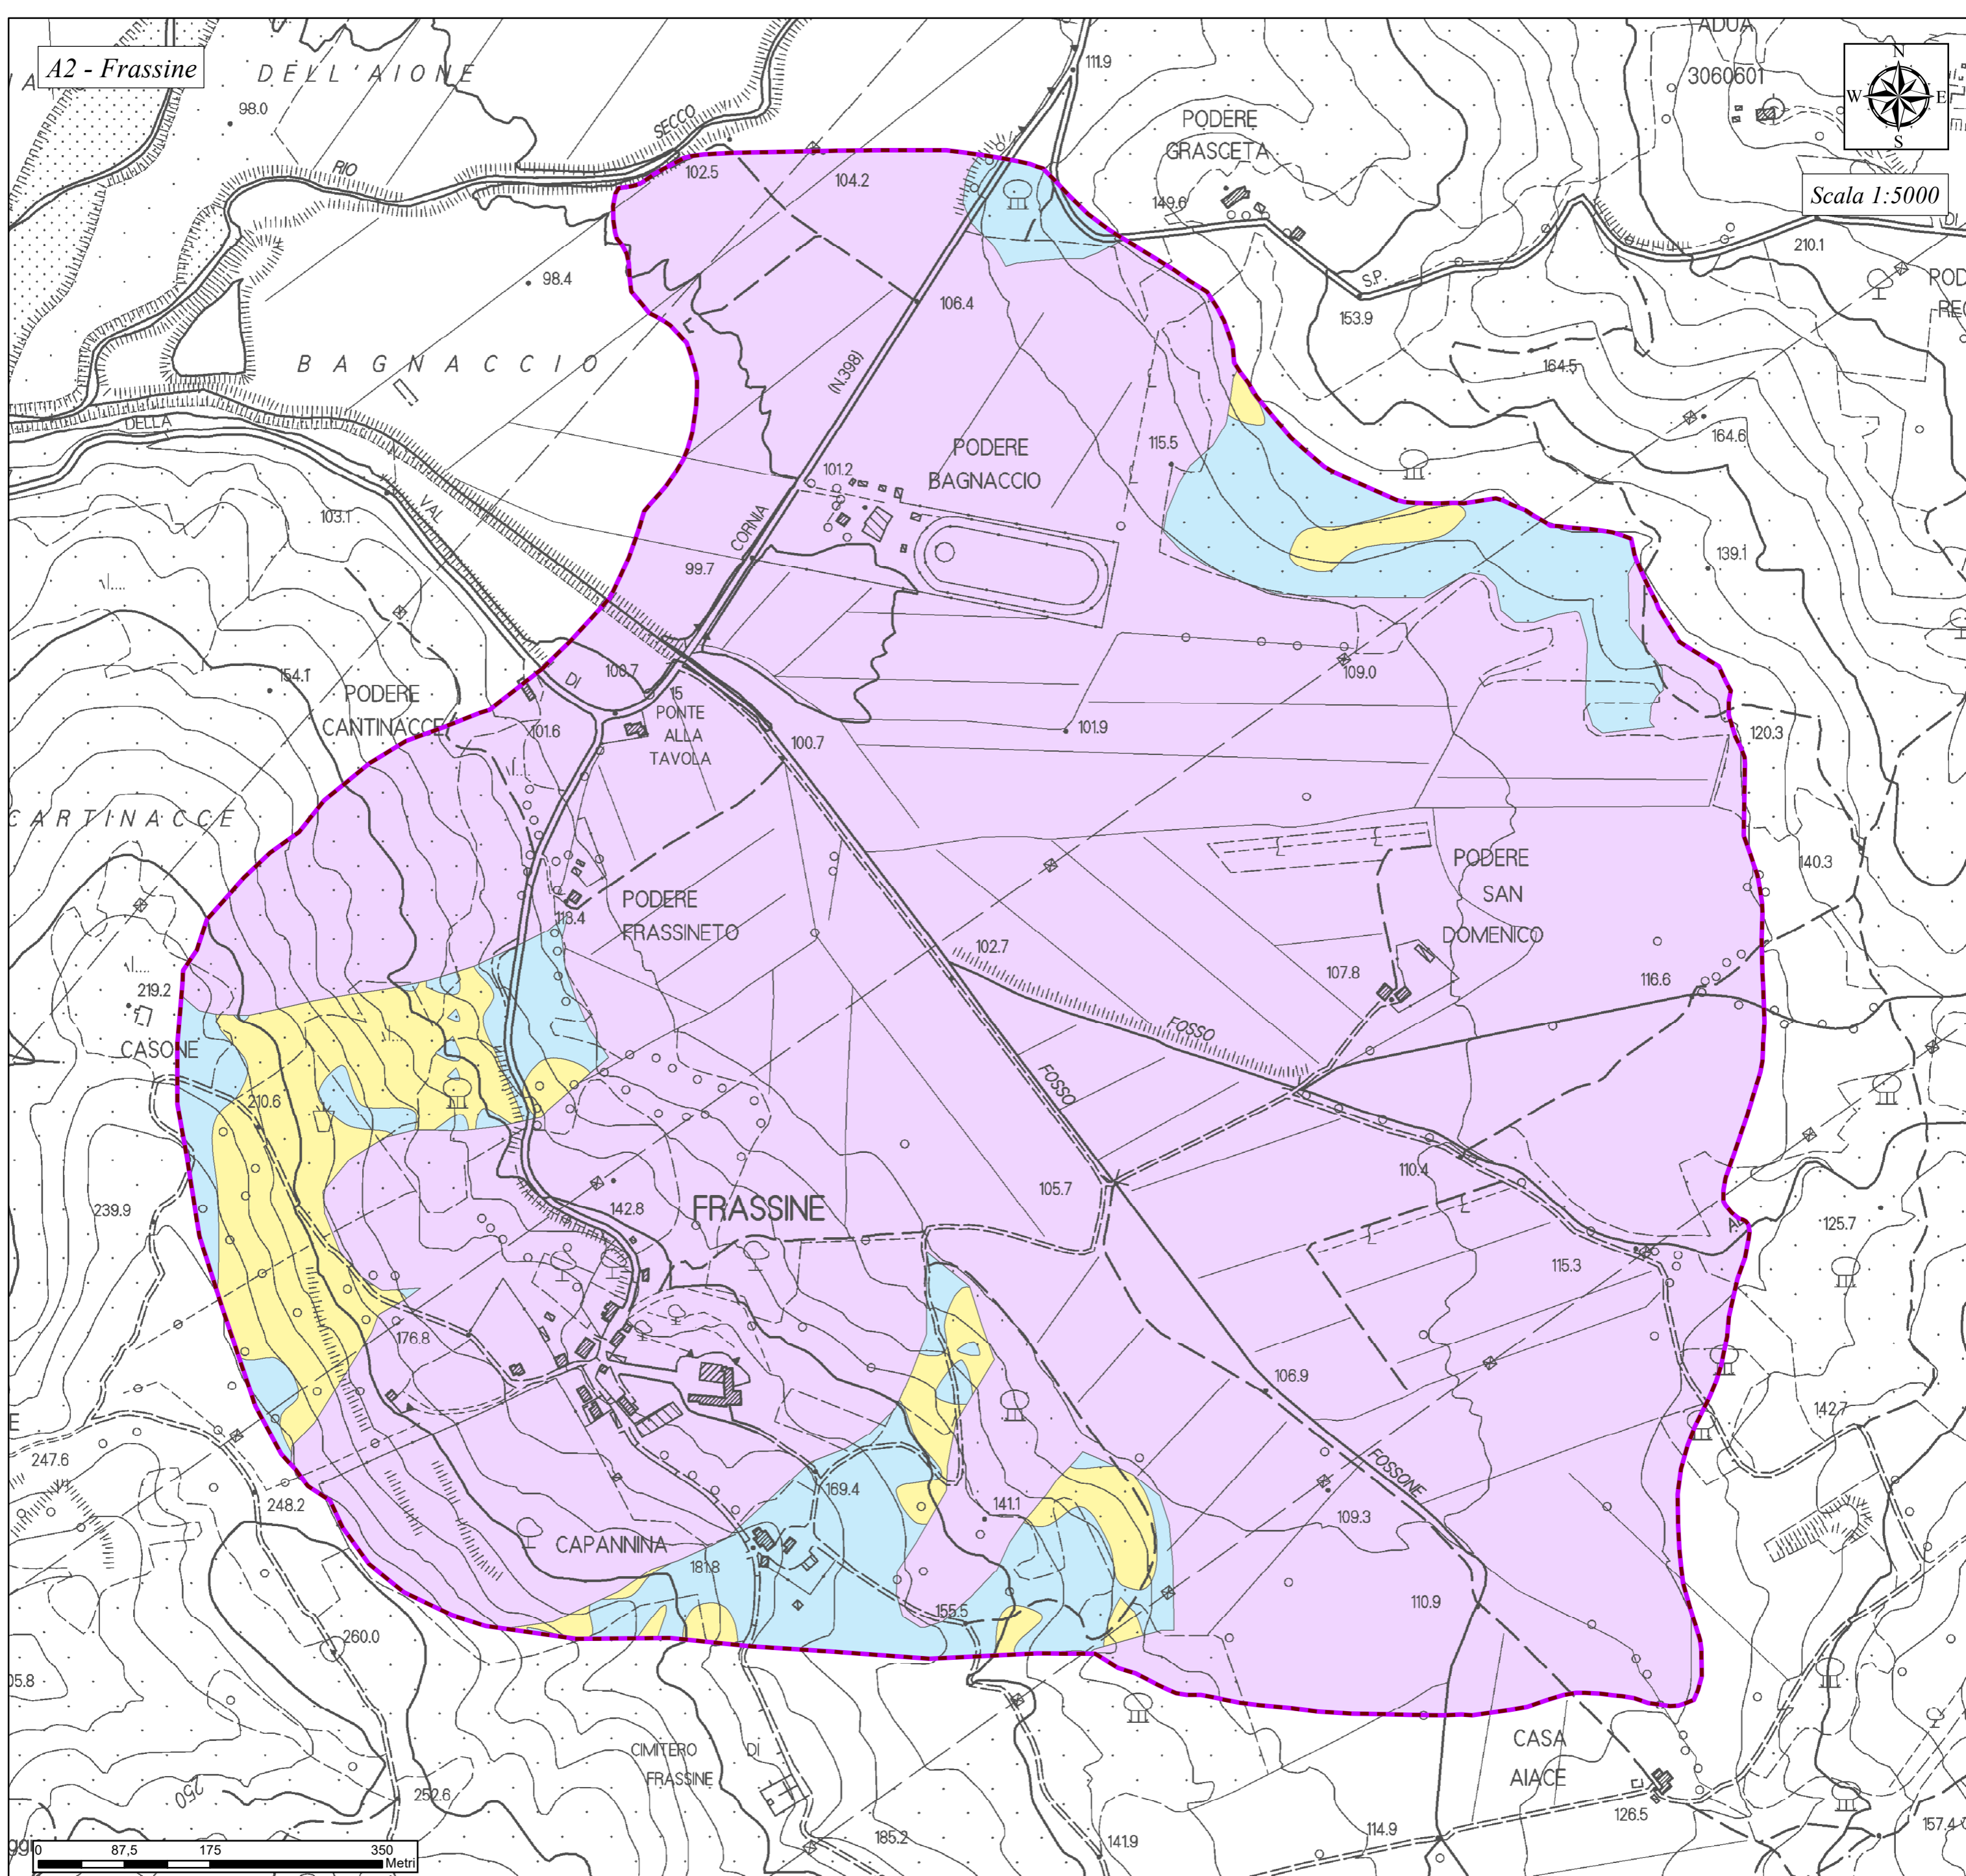 A2 - Frassine
DELL'AIONE
98.0
SECCO
RIO
111.9
ADUA
3060601
N
W
E
S
Scala 1:5000
PODERE
GRASCETA
149.6
102.5
104.2
DI
210.1
S.P.
153.9
98.4
106.4
BAGNACCIO
(N.398)
164.5
164.6
DELLA
VAL
103.1
PODERE
BAGNACCIO
115.5
101.2
CORNIA
99.7
139.1
154.1
PODERE
CANTINACCE
100.7
DI
15
PONTE
ALLA
TAVOLA
101.6
109.0
101.9
100.7
120.3
CARTINACCE
140.3
PODERE
FRASSINETO
118.4
PODERE
SAN
DOMENICO
102.7
107.8
116.6
219.2
CASONE
FOSSO
FOSSO
210.6
239.9
142.8
FRASSINE
105.7
110.4
125.7
115.3
176.8
106.9
142.7
E
247.6
248.2
169.4
141.1
FOSSONE
109.3
CAPANNINA
181.8
155.5
110.9
260.0
05.8
CIMITERO
DI
FRASSINE
CASA
AIACE
250
252.6
126.5
185.2
141.9
114.9
157.4
0
87,5
175
350
Metri